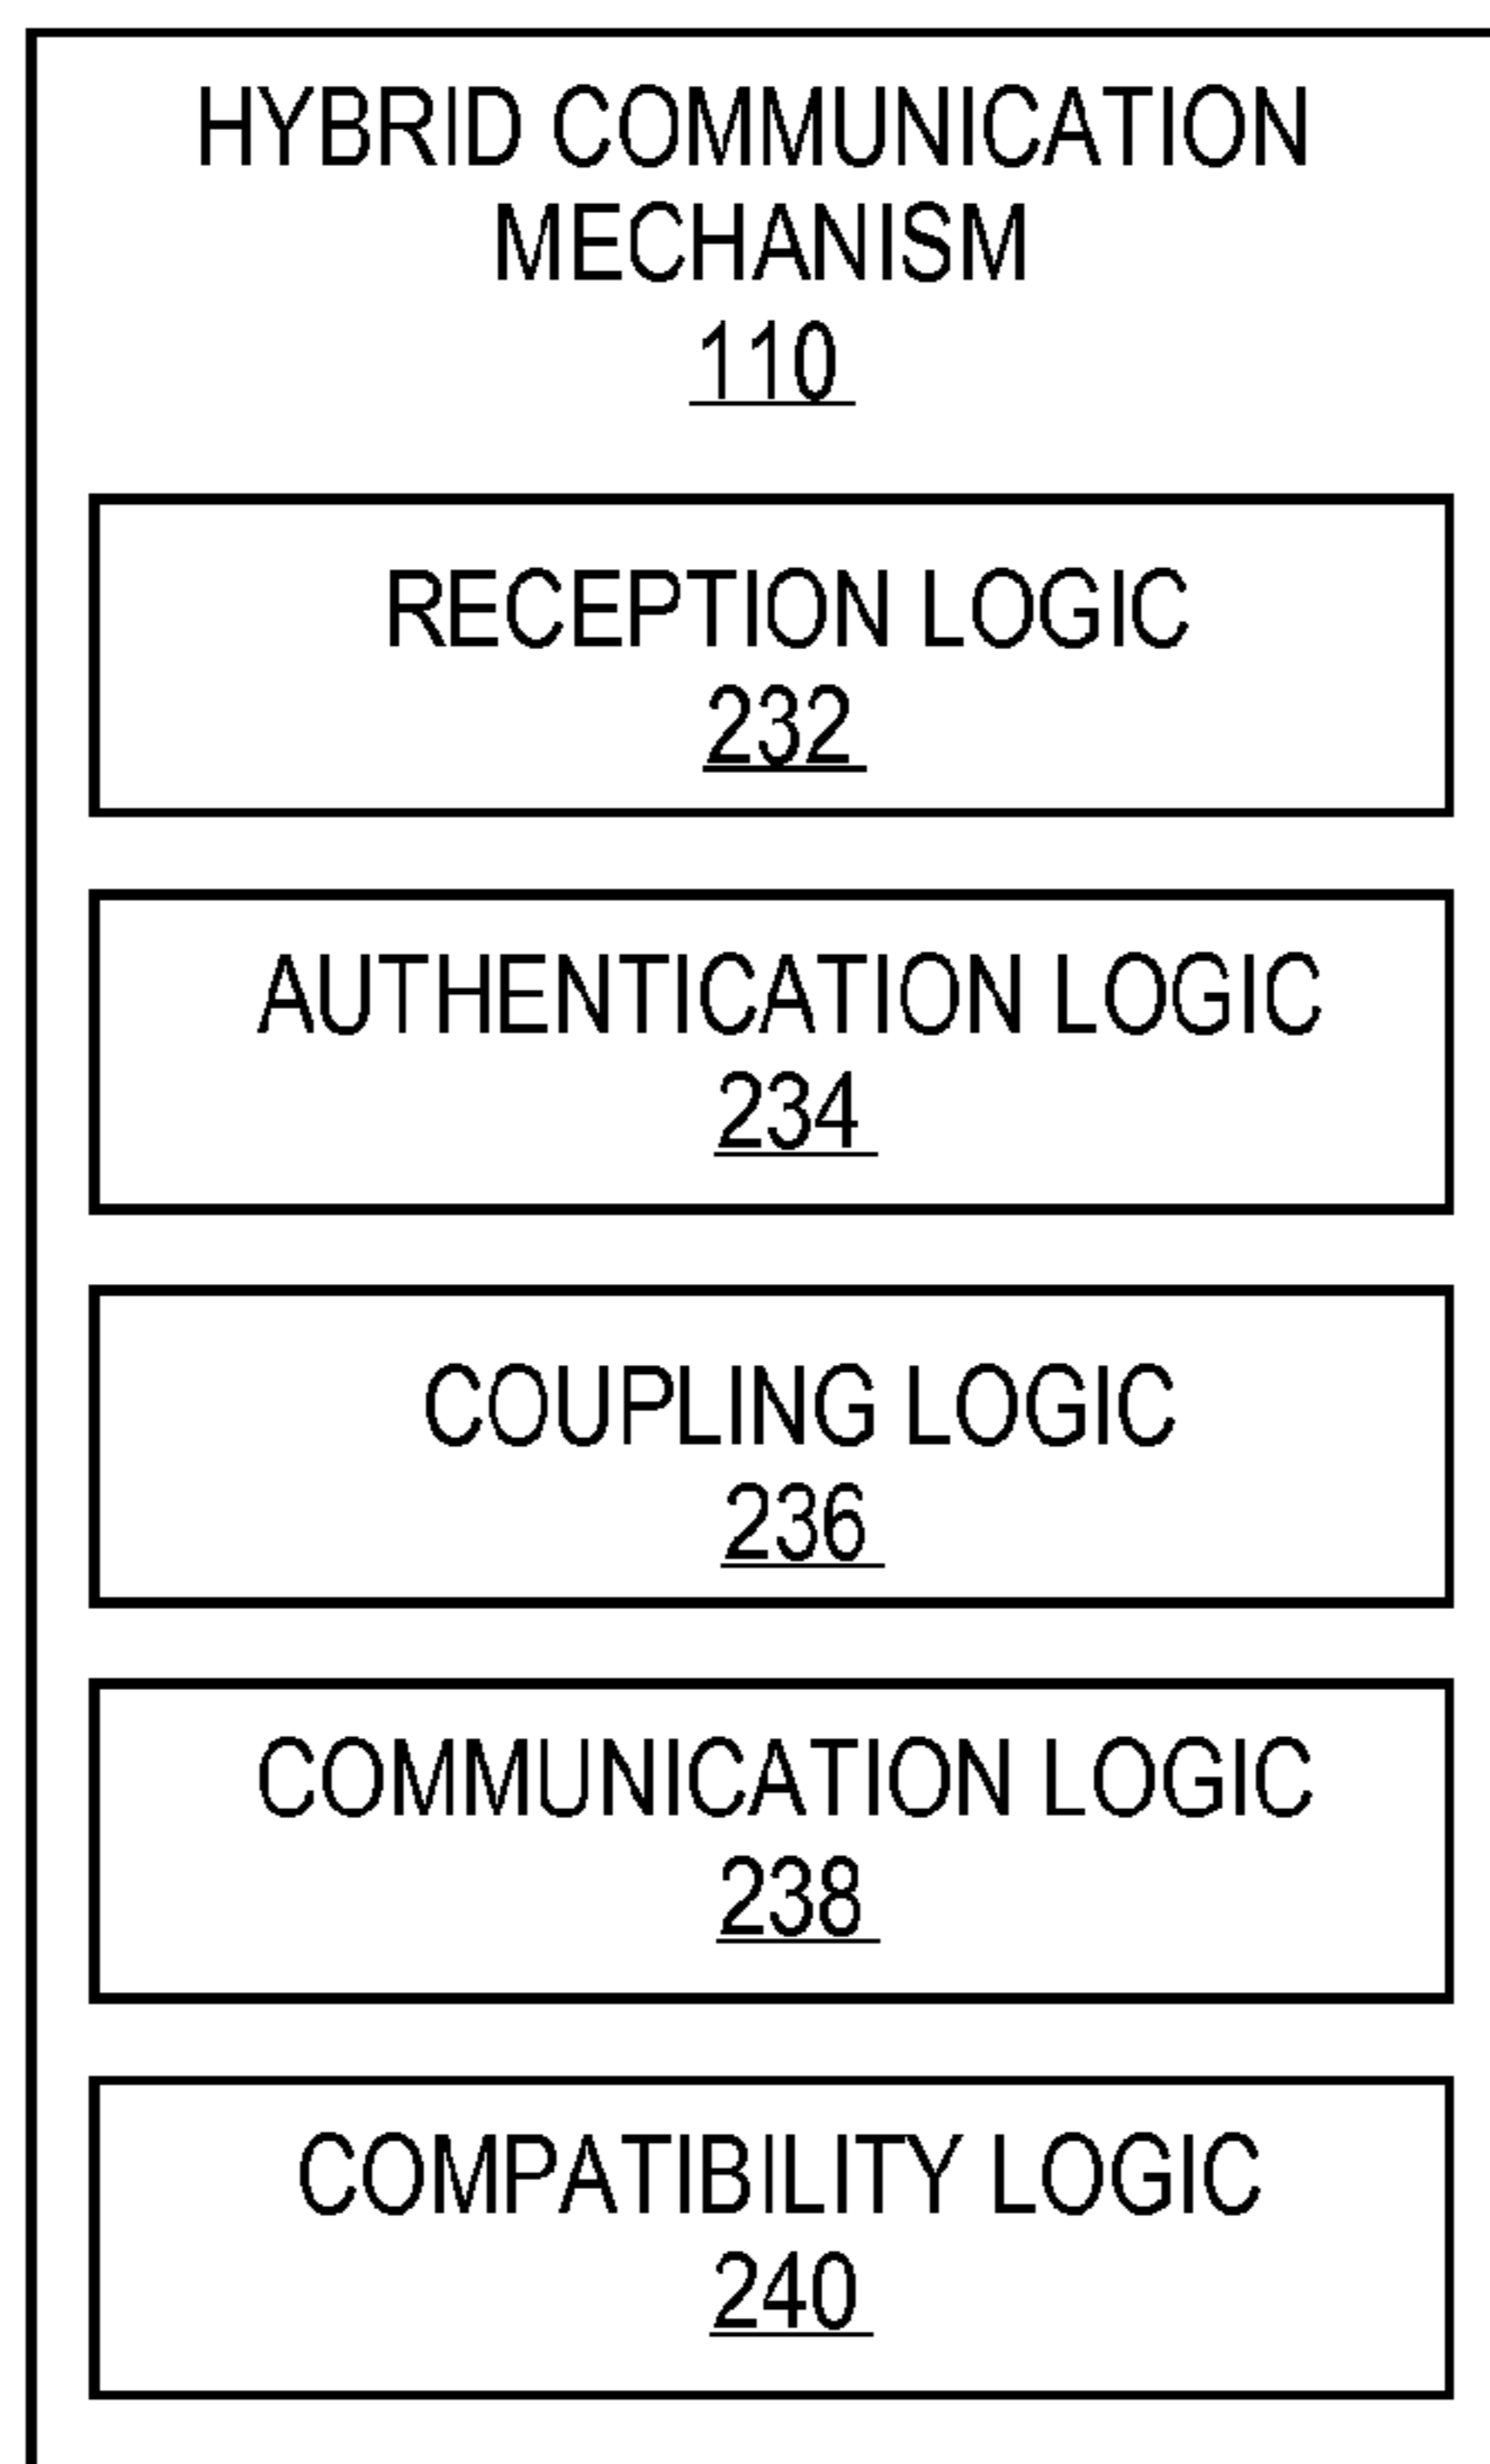 HYBRID COMMUNICATION
MECHANISM
110
RECEPTION LOGIC
232
AUTHENTICATION LOGIC
234
COUPLING LOGIC
236
COMMUNICATION LOGIC
238
COMPATIBILITY LOGIC
240